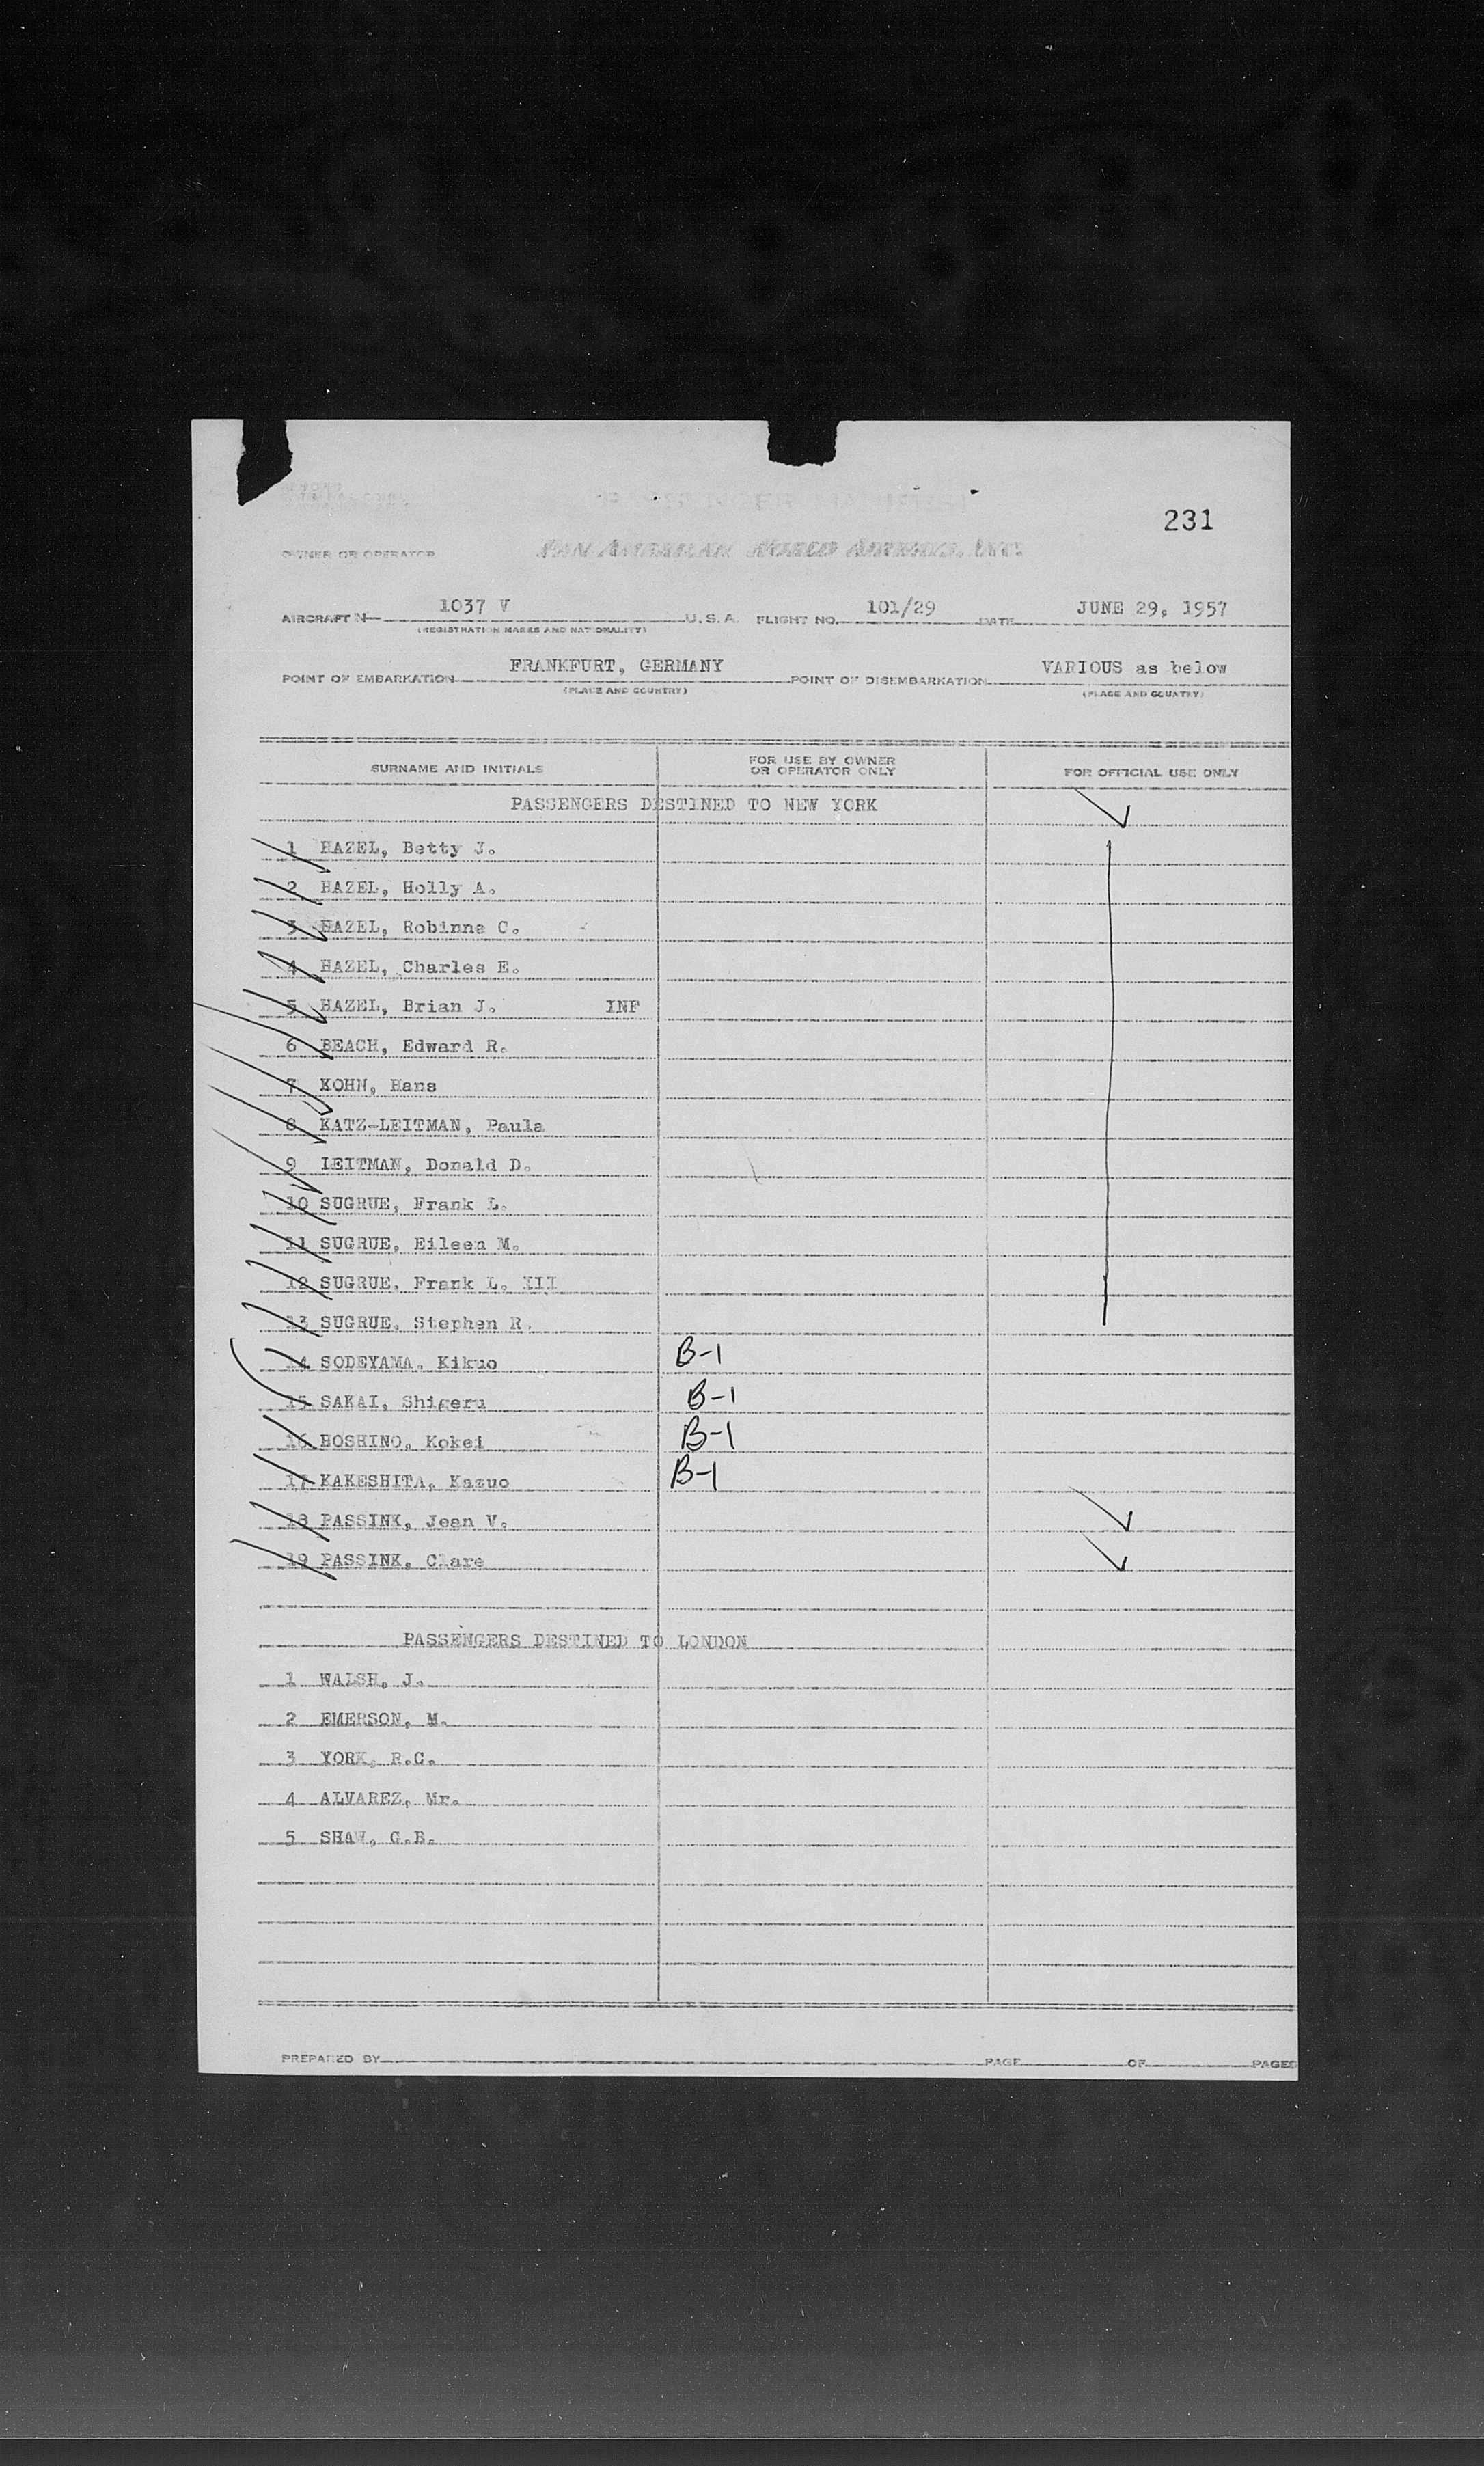 231
OWNER OR OPERATOR PAN AMERICAN WORLD AIRWAYS, INC.
AIRCRAFT N 1037 V U.S.A. FLIGHT NO. 101/29 DATE JUNE 29, 1957
(REGISTRATION MARKS AND NATIONALITY)
POINT OF EMBARKATION FRANKFURT, GERMANY POINT OF DISEMBARKATION VARIOUS as below
(PLACE AND COUNTRY) (PLACE AND COUNTRY)
SURNAME AND INITIALS FOR USE BY OWNER OR OPERATOR ONLY FOR OFFICIAL USE ONLY
PASSENGERS DESTINED TO NEW YORK
1 HAZEL, Betty J.
2 HAZEL, Holly A.
3 HAZEL, Robinne C.
4 HAZEL, Charles E.
5 HAZEL, Brian J. INF
6 BEACH, Edward R.
7 KOHN, Hans
8 KATZ-LEITMAN, Paula
9 LEITMAN, Donald D.
10 SUGRUE, Frank L.
11 SUGRUE, Eileen M.
12 SUGRUE, Frank L. III
13 SUGRUE, Stephen R.
14 SODEYAMA, Kikuo B-1
15 SAKAI, Shigeru B-1
16 HOSHINO, Kokei B-1
17 KAKESHITA, Kazuo B-1
18 PASSINK, Jean V.
19 PASSINK, Clare
PASSENGERS DESTINED TO LONDON
1 WALSH, J.
2 EMERSON, M.
3 YORK, R.C.
4 ALVAREZ, Mr.
5 SHAW, G.B.
PREPARED BY PAGE OF PAGES